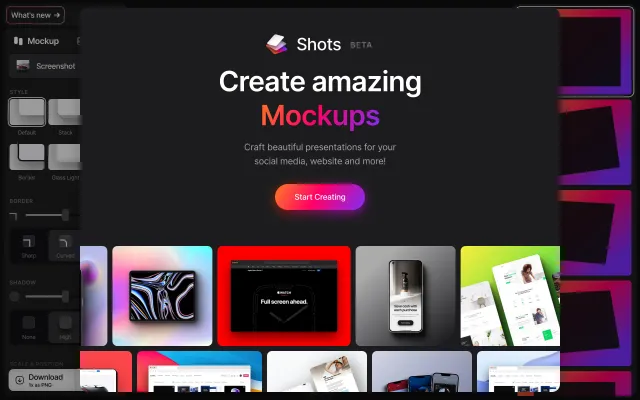 What's new →
Mockup
Screenshot
STYLE
Default
Stack
Border
Glass Light
BORDER
Sharp
Curved
SHADOW
None
High
Download
1x as PNG
Shots BETA
Create amazing
Mockups
Craft beautiful presentations for your
social media, website and more!
Start Creating
WATCH
Full screen ahead.